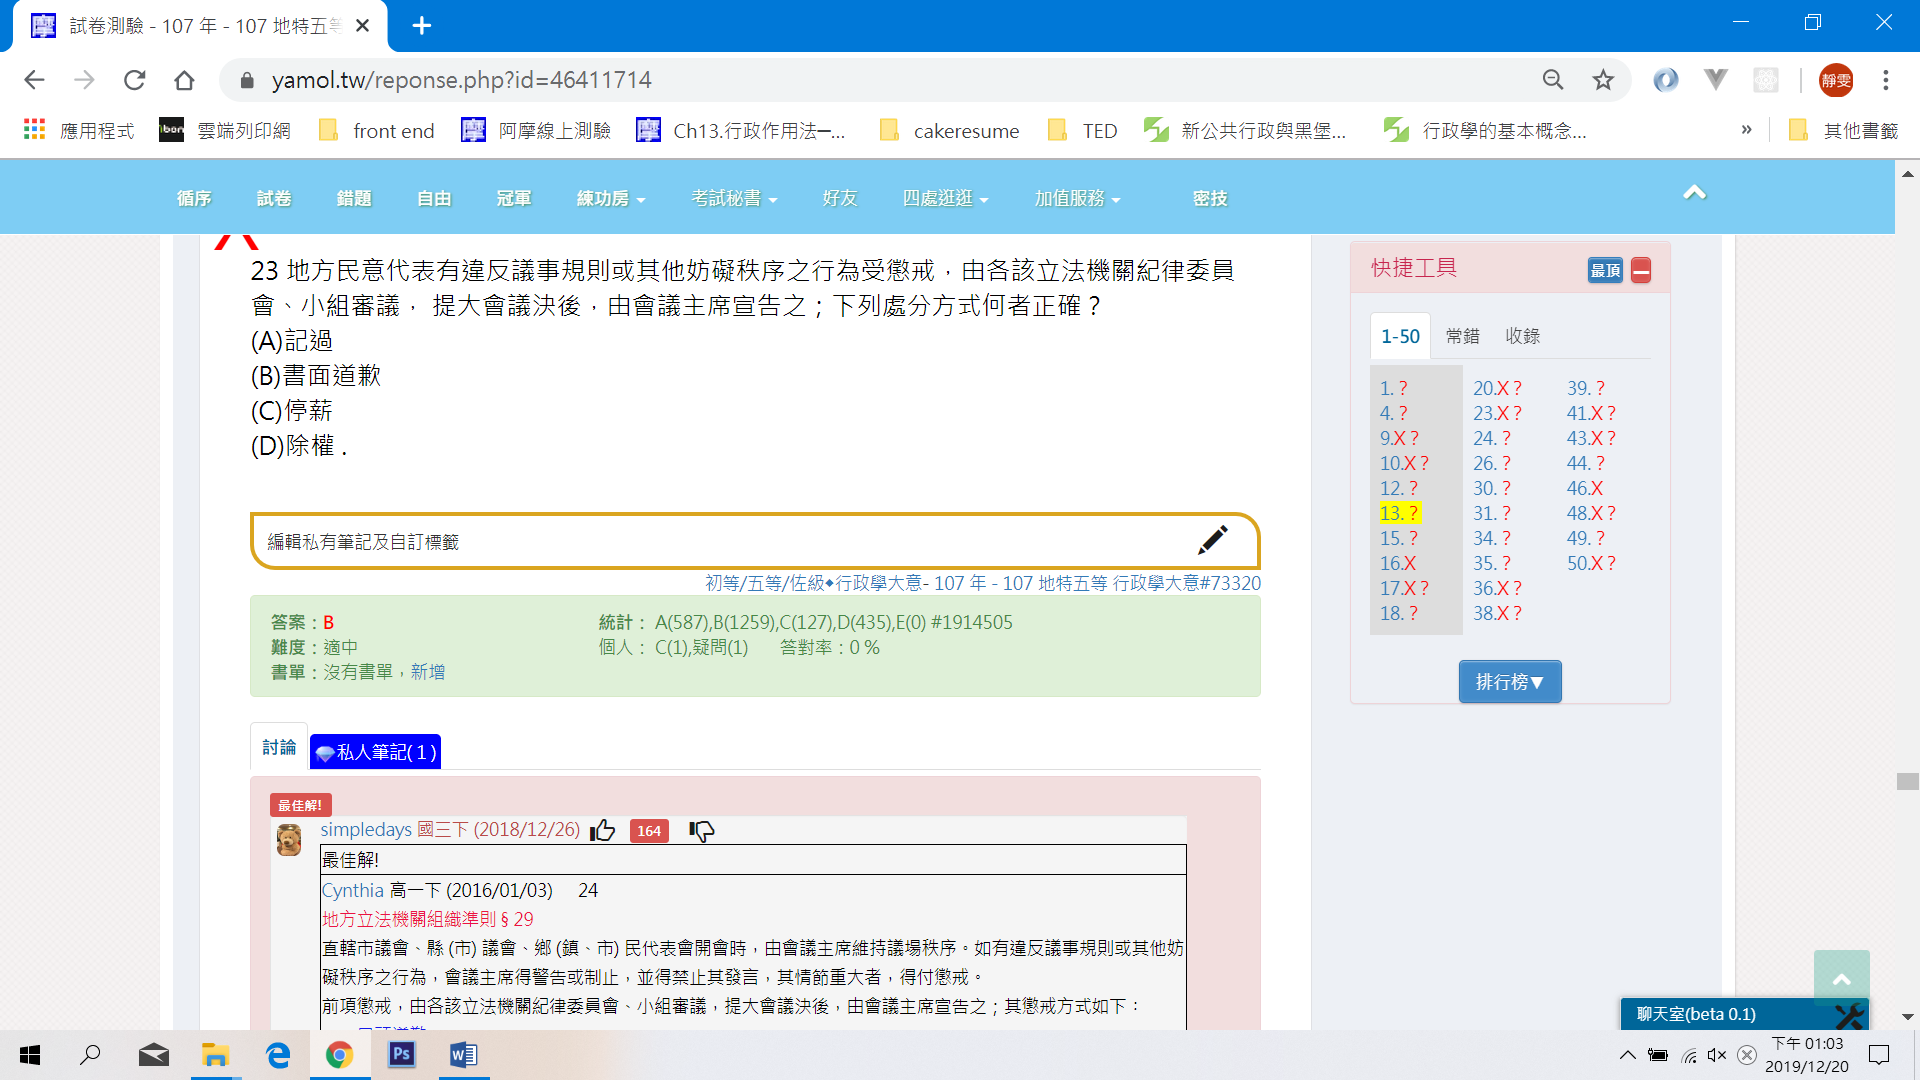 試卷測驗 - 107 年 - 107 地特五等
yamol.tw/reponse.php?id=46411714
靜雯
應用程式 ibon 雲端列印網 front end 阿摩線上測驗 Ch13.行政作用法─... cakeresume TED 新公共行政與黑堡... 行政學的基本概念... » 其他書籤
循序 試卷 錯題 自由 冠軍 練功房 考試秘書 好友 四處逛逛 加值服務 密技
23 地方民意代表有違反議事規則或其他妨礙秩序之行為受懲戒，由各該立法機關紀律委員
會、小組審議， 提大會議決後，由會議主席宣告之；下列處分方式何者正確？
(A)記過
(B)書面道歉
(C)停薪
(D)除權 .
編輯私有筆記及自訂標籤
初等/五等/佐級◆行政學大意- 107 年 - 107 地特五等 行政學大意#73320
答案：B
難度：適中
書單：沒有書單，新增
統計： A(587),B(1259),C(127),D(435),E(0) #1914505
個人： C(1),疑問(1) 答對率：0 %
討論 私人筆記( 1 )
最佳解!
simpledays 國三下 (2018/12/26) 164
最佳解!
Cynthia 高一下 (2016/01/03) 24
地方立法機關組織準則 § 29
直轄市議會、縣 (市) 議會、鄉 (鎮、市) 民代表會開會時，由會議主席維持議場秩序。如有違反議事規則或其他妨
礙秩序之行為，會議主席得警告或制止，並得禁止其發言，其情節重大者，得付懲戒。
前項懲戒，由各該立法機關紀律委員會、小組審議，提大會議決後，由會議主席宣告之；其懲戒方式如下：
快捷工具 最頂
1-50 常錯 收錄
1. ?
4. ?
9.X ?
10.X ?
12. ?
13. ?
15. ?
16.X
17.X ?
18. ?
20.X ?
23.X ?
24. ?
26. ?
30. ?
31. ?
34. ?
35. ?
36.X ?
38.X ?
39. ?
41.X ?
43.X ?
44. ?
46.X
48.X ?
49. ?
50.X ?
排行榜▼
聊天室(beta 0.1)
Ps
下午 01:03
2019/12/20